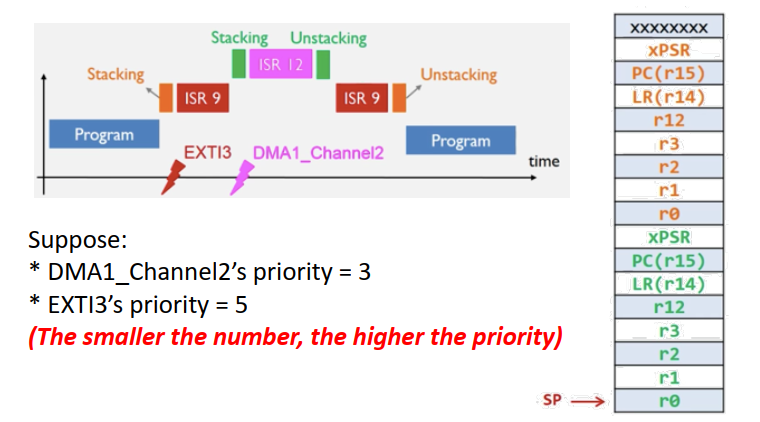 Stacking Unstacking
ISR 12
Stacking
Unstacking
ISR 9
ISR 9
Program
Program
EXTI3
DMA1_Channel2
time
Suppose:
* DMA1_Channel2’s priority = 3
* EXTI3’s priority = 5
(The smaller the number, the higher the priority)
xxxxxxxx
xPSR
PC(r15)
LR(r14)
r12
r3
r2
r1
r0
xPSR
PC(r15)
LR(r14)
r12
r3
r2
r1
SP
r0